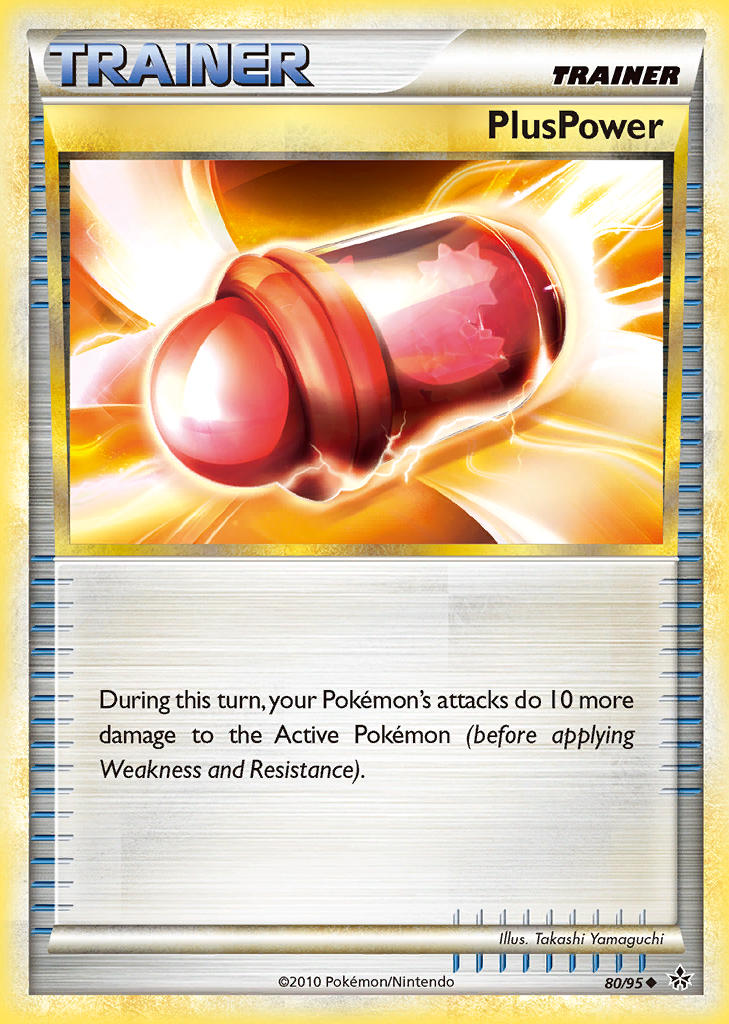 TRAINER
TRAINER
PlusPower
During this turn, your Pokémon's attacks do 10 more
damage to the Active Pokémon (before applying
Weakness and Resistance).
Illus. Takashi Yamaguchi
©2010 Pokémon/Nintendo
80/95 ◆